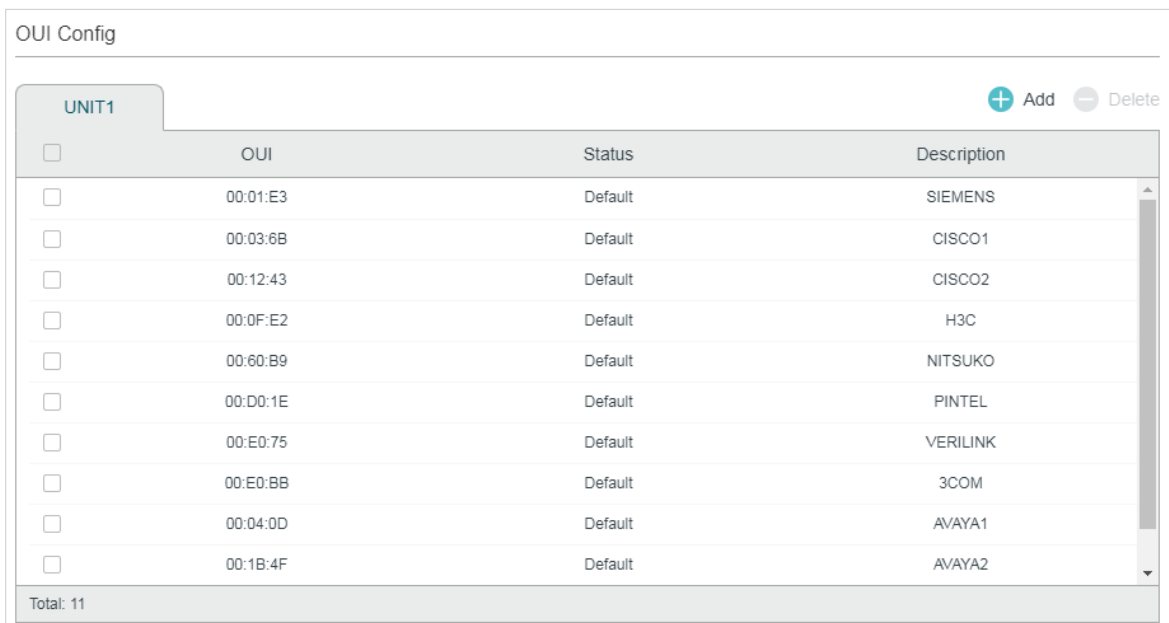 OUI Config
UNIT1 Add Delete
OUI Status Description
00:01:E3 Default SIEMENS
00:03:6B Default CISCO1
00:12:43 Default CISCO2
00:0F:E2 Default H3C
00:60:B9 Default NITSUKO
00:D0:1E Default PINTEL
00:E0:75 Default VERILINK
00:E0:BB Default 3COM
00:04:0D Default AVAYA1
00:1B:4F Default AVAYA2
Total: 11